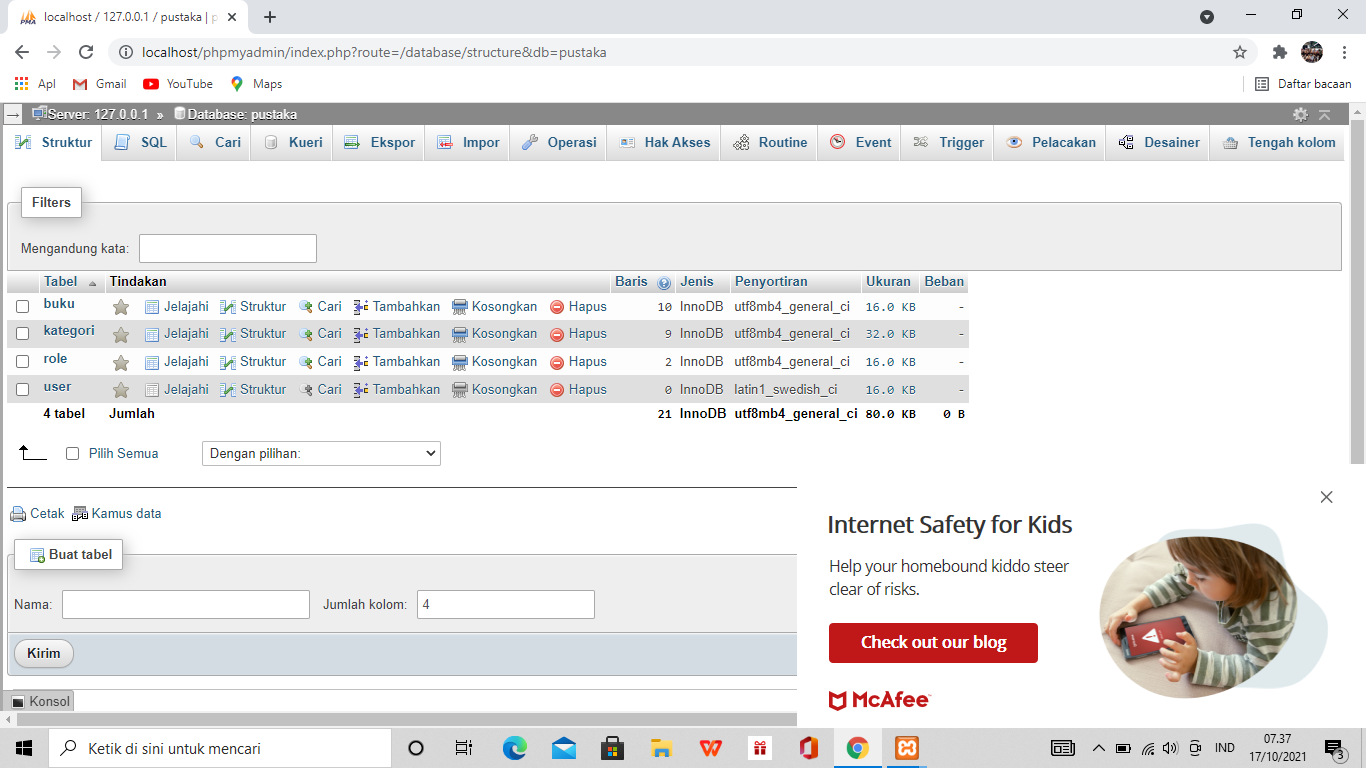 PMA
localhost / 127.0.0.1 / pustaka | p
localhost/phpmyadmin/index.php?route=/database/structure&db=pustaka
Apl Gmail YouTube Maps Daftar bacaan
Server: 127.0.0.1 » Database: pustaka
Struktur SQL Cari Kueri Ekspor Impor Operasi Hak Akses Routine Event Trigger Pelacakan Desainer Tengah kolom
Filters
Mengandung kata:
Tabel Tindakan Baris Jenis Penyortiran Ukuran Beban
buku Jelajahi Struktur Cari Tambahkan Kosongkan Hapus 10 InnoDB utf8mb4_general_ci 16.0 KB -
kategori Jelajahi Struktur Cari Tambahkan Kosongkan Hapus 9 InnoDB utf8mb4_general_ci 32.0 KB -
role Jelajahi Struktur Cari Tambahkan Kosongkan Hapus 2 InnoDB utf8mb4_general_ci 16.0 KB -
user Jelajahi Struktur Cari Tambahkan Kosongkan Hapus 0 InnoDB latin1_swedish_ci 16.0 KB -
4 tabel Jumlah 21 InnoDB utf8mb4_general_ci 80.0 KB 0 B
Pilih Semua Dengan pilihan:
Cetak Kamus data
Buat tabel
Nama: Jumlah kolom: 4
Kirim
Konsol
Internet Safety for Kids
Help your homebound kiddo steer
clear of risks.
Check out our blog
McAfee
Ketik di sini untuk mencari
IND
07.37
17/10/2021
3